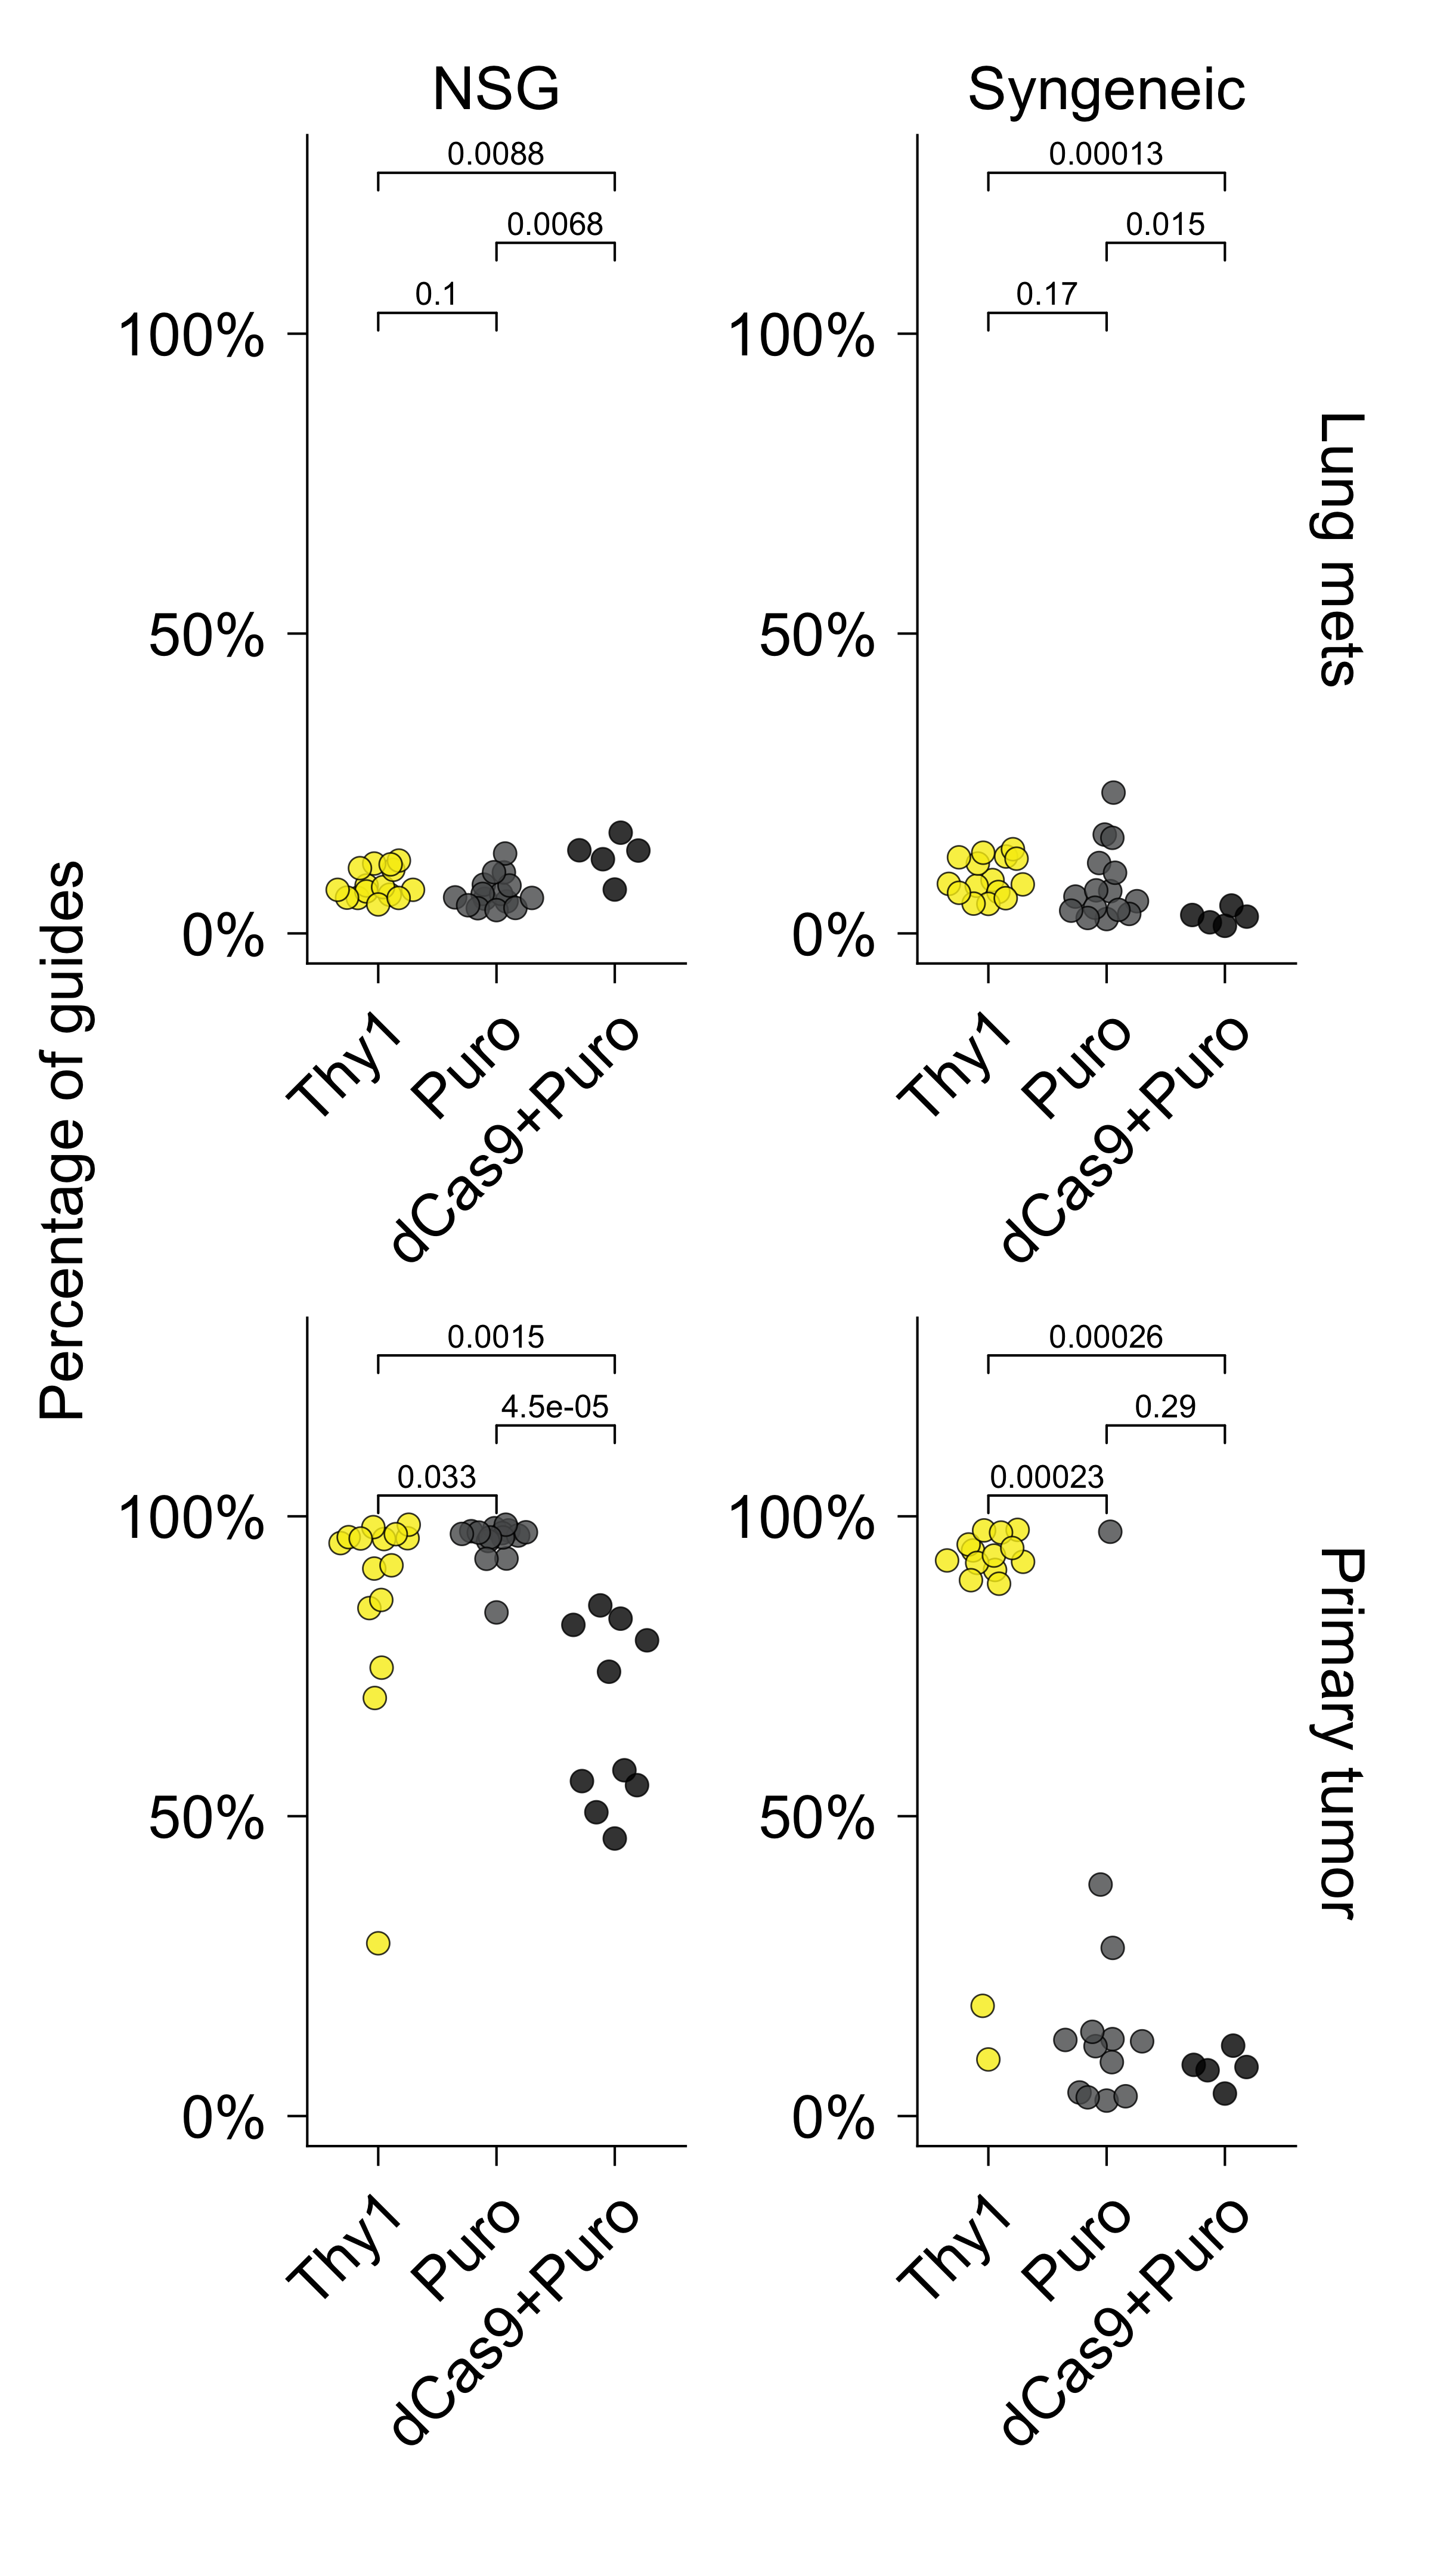 NSG
Syngeneic
0.0088
0.0068
0.1
0.00013
0.015
0.17
100%
50%
0%
100%
50%
0%
Thy1
Puro
dCas9+Puro
Thy1
Puro
dCas9+Puro
Lung mets
Percentage of guides
0.0015
4.5e-05
0.033
0.00026
0.29
0.00023
100%
50%
0%
100%
50%
0%
Thy1
Puro
dCas9+Puro
Thy1
Puro
dCas9+Puro
Primary tumor